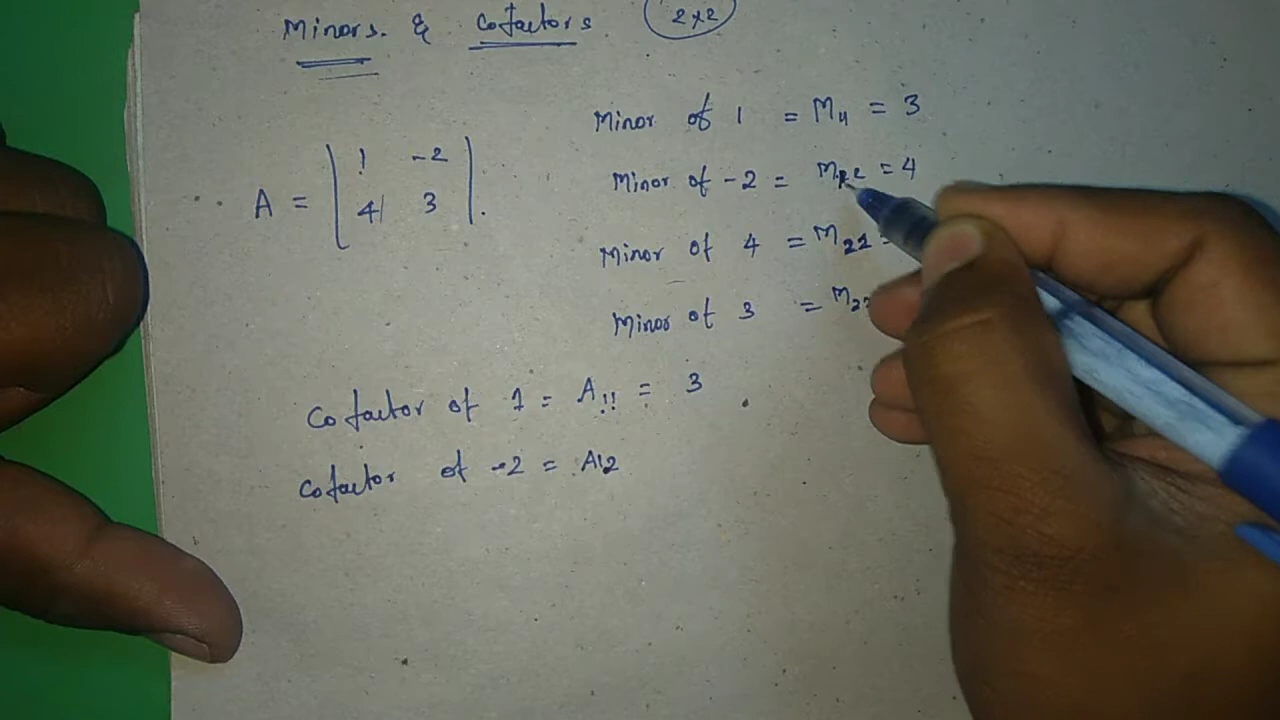 Minors & Cofactors 2x2
A = | 1 -2 |
| 4 3 | .
Minor of 1 = M11 = 3
Minor of -2 = M12 = 4
Minor of 4 = M21 =
Minor of 3 = M22
Cofactor of 1 = A11 = 3
Cofactor of -2 = A12